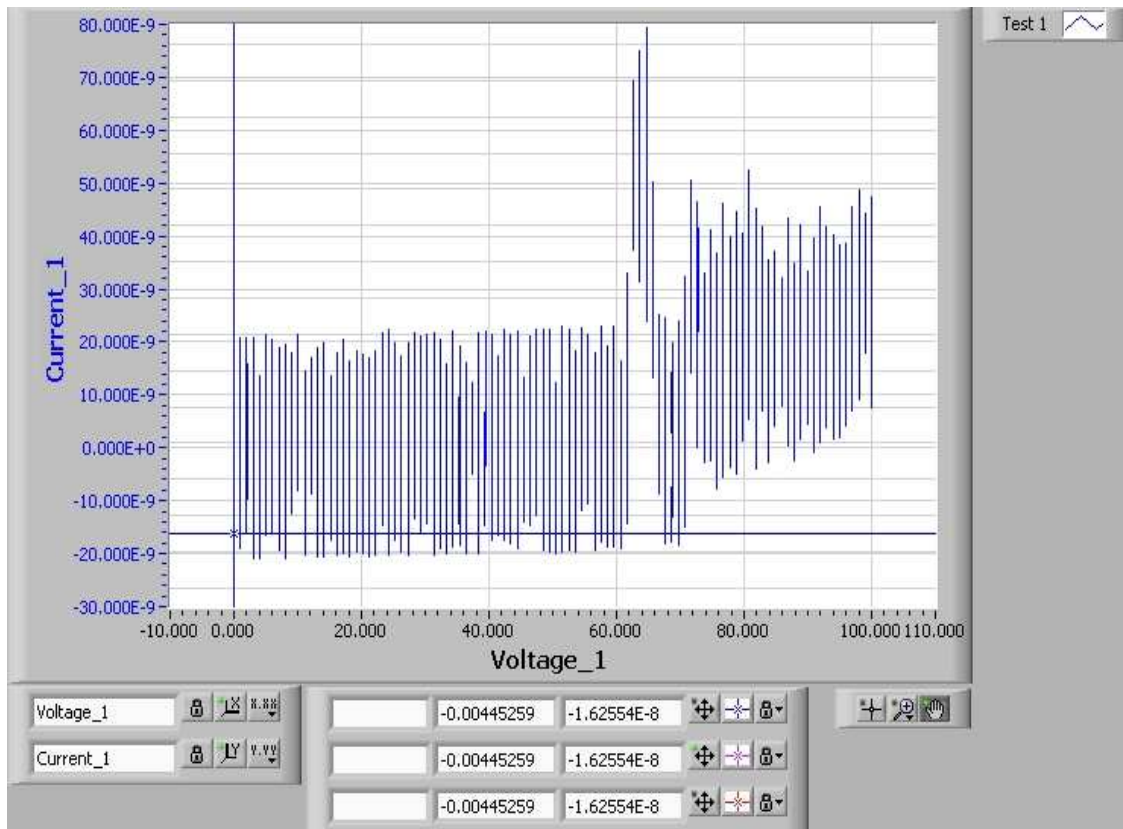 80.000E-9
Test 1
70.000E-9
60.000E-9
50.000E-9
40.000E-9
30.000E-9
20.000E-9
10.000E-9
0.000E+0
-10.000E-9
-20.000E-9
-30.000E-9
Current_1
-10.000 0.000 20.000 40.000 60.000 80.000 100.000 110.000
Voltage_1
Voltage_1 X X.XX -0.00445259 -1.62554E-8
Current_1 Y Y.YY -0.00445259 -1.62554E-8
-0.00445259 -1.62554E-8